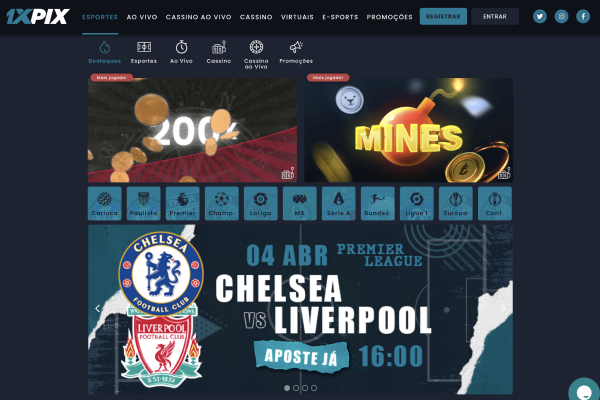 1XPIX
ESPORTES AO VIVO CASSINO AO VIVO CASSINO VIRTUAIS E-SPORTS PROMOÇÕES REGISTRAR ENTRAR
Destaques Esportes Ao Vivo Cassino Cassino ao Vivo Promoções
Mais jogado! Mais jogado!
200%
MINES
Carioca Paulista Premier Champ. LaLiga MX Serie A Bundes. Ligue 1 Europa Conf.
CHELSEA
FOOTBALL CLUB
04 ABR PREMIER LEAGUE
CHELSEA
VS LIVERPOOL
APOSTE JÁ 16:00
LIVERPOOL
FOOTBALL CLUB
EST·1892